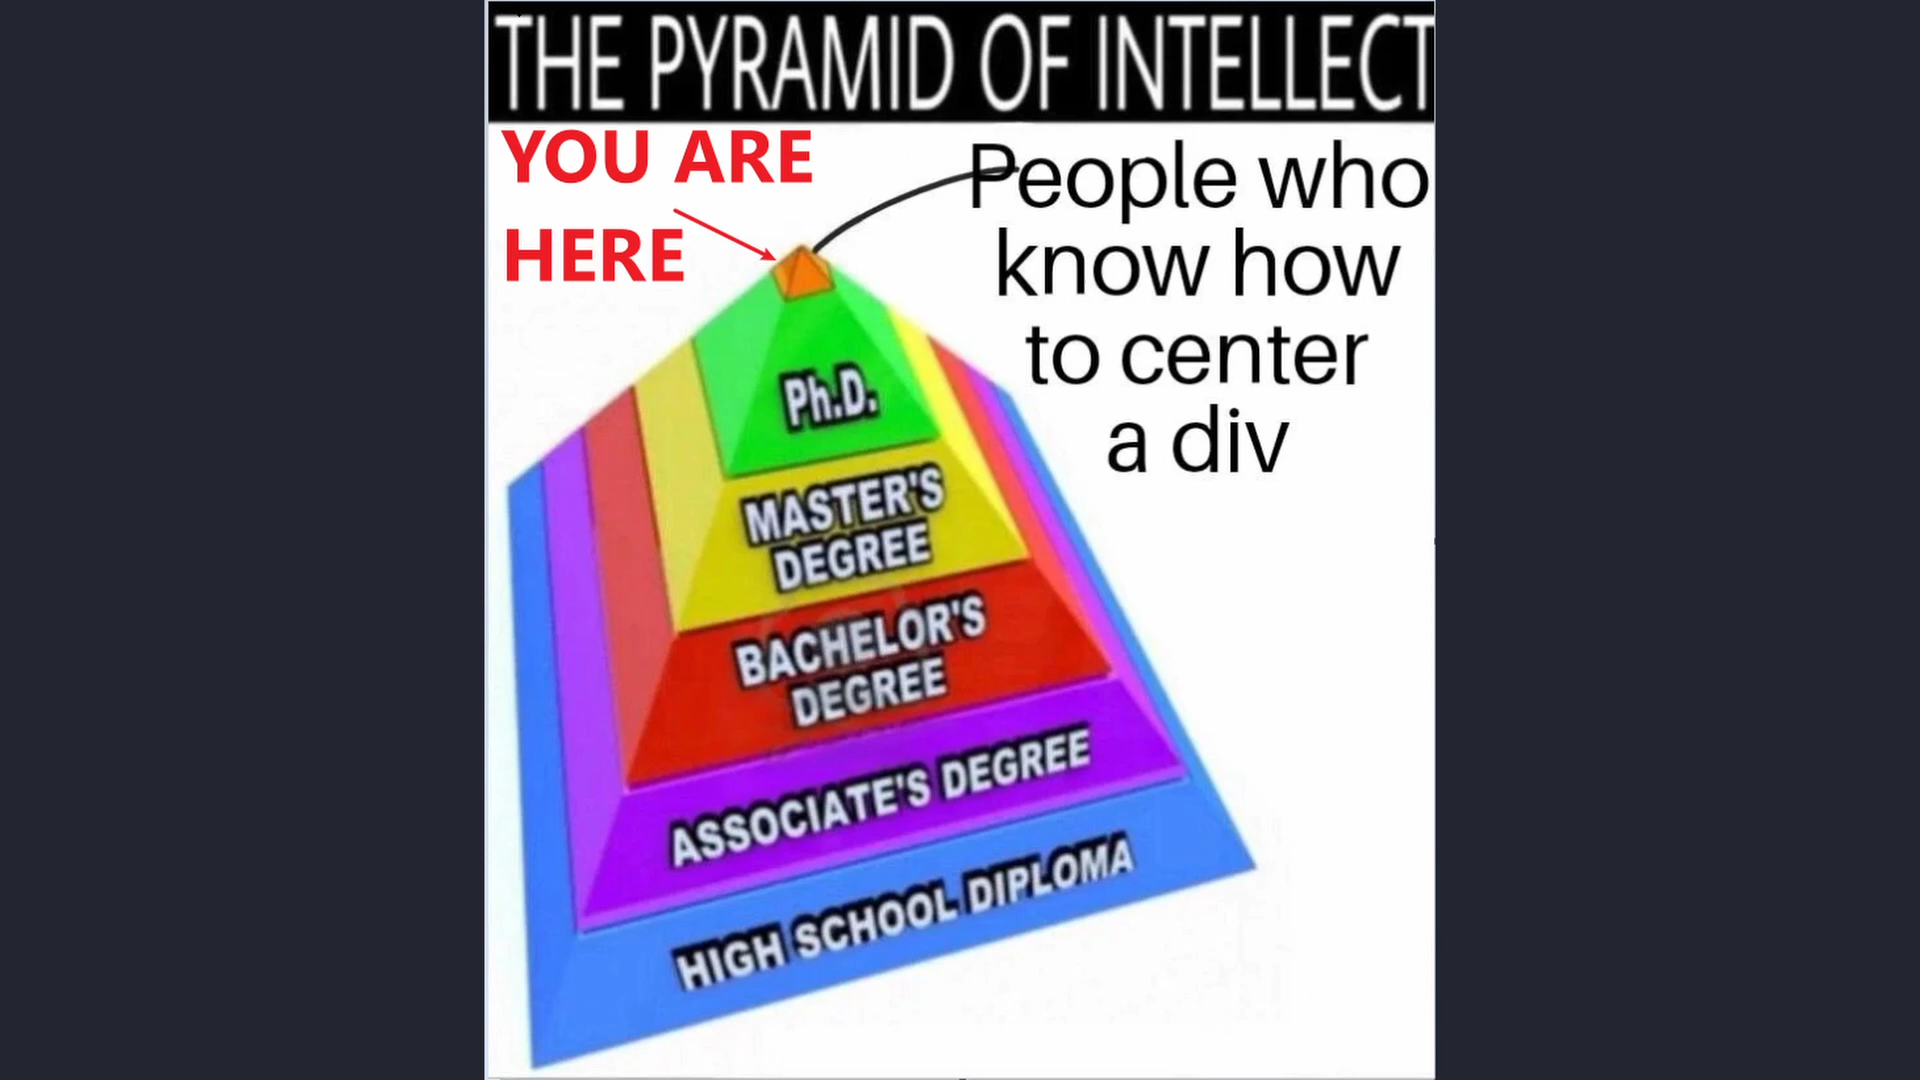 THE PYRAMID OF INTELLECT
YOU ARE
HERE
People who
know how
to center
a div
Ph.D.
MASTER'S
DEGREE
BACHELOR'S
DEGREE
ASSOCIATE'S DEGREE
HIGH SCHOOL DIPLOMA